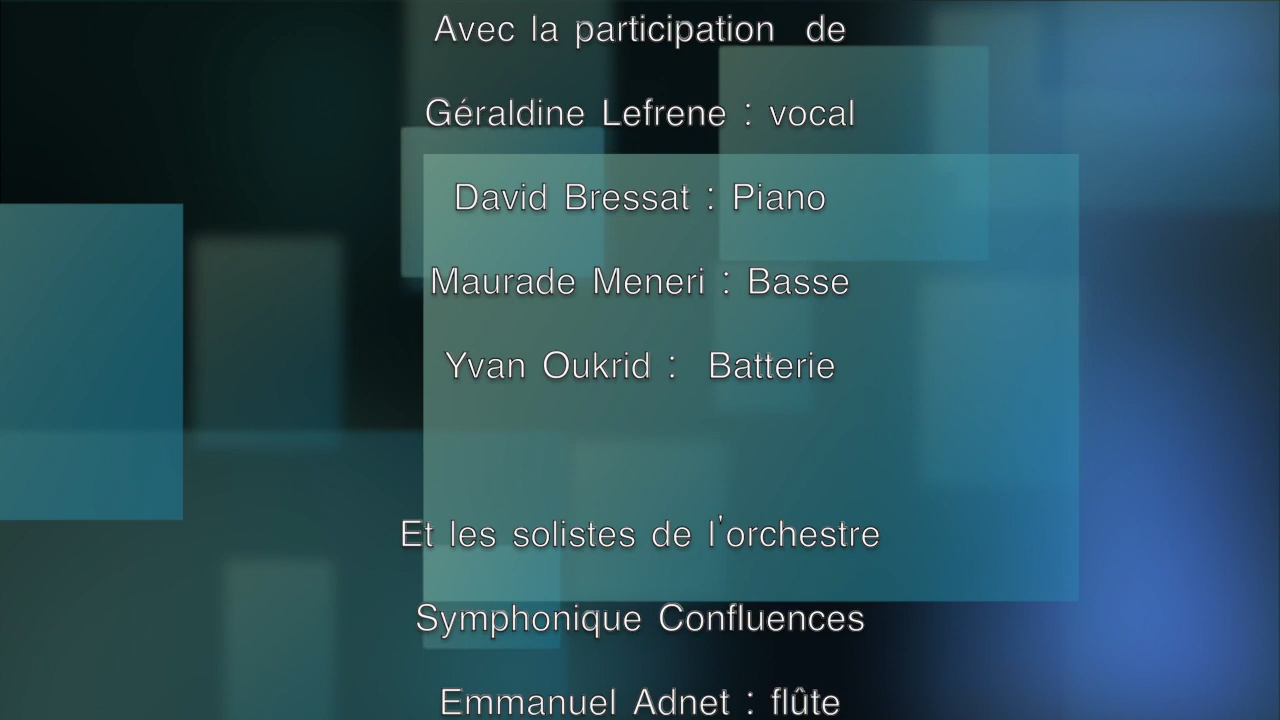 Avec la participation de
Géraldine Lefrene : vocal
David Bressat : Piano
Maurade Meneri : Basse
Yvan Oukrid : Batterie
Et les solistes de l'orchestre
Symphonique Confluences
Emmanuel Adnet : flûte